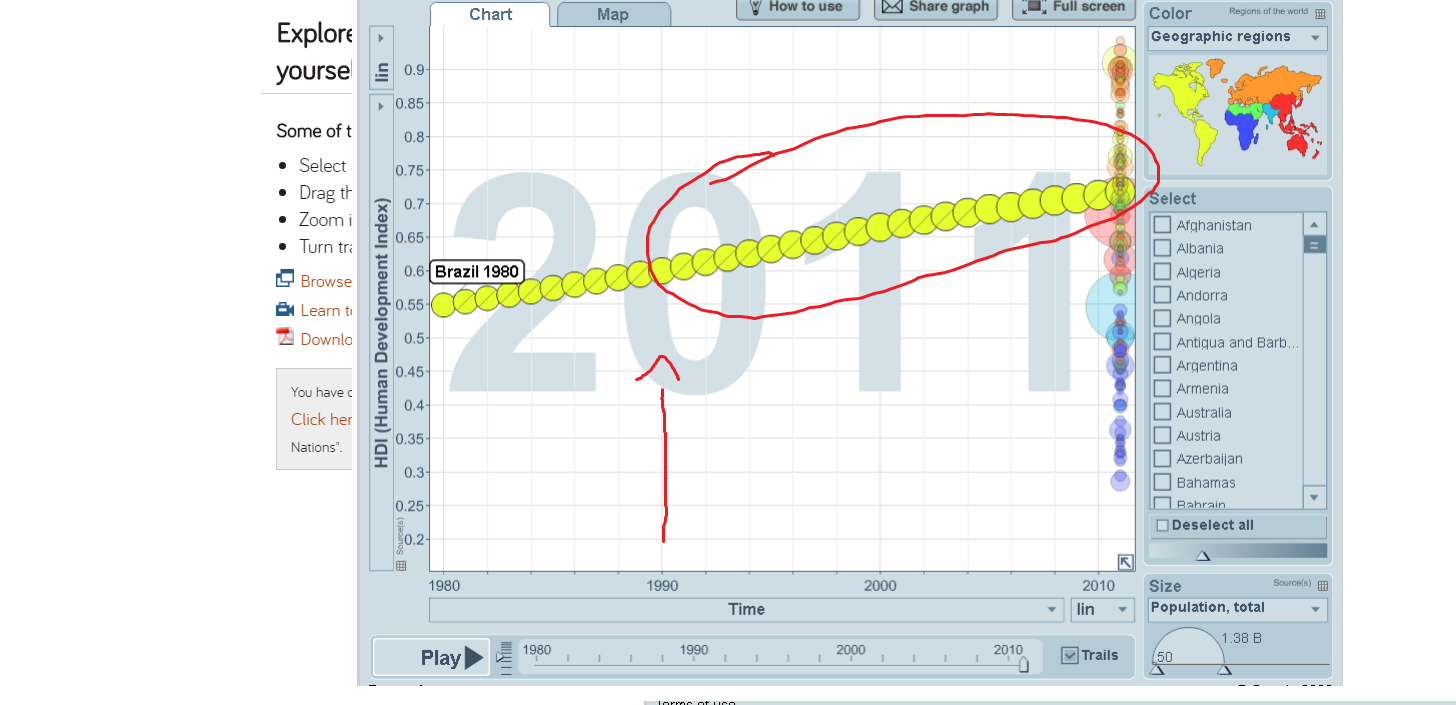 Chart
Map
How to use
Share graph
Full screen
Explore
yoursel
Some of t
Select
Drag th
Zoom i
Turn tra
Browse
Learn to
Downlo
You have
Click her
Nations".
lin
HDI (Human Development Index)
Source(s)
0.9
0.85
0.8
0.75
0.7
0.65
0.6
0.55
0.5
0.45
0.4
0.35
0.3
0.25
0.2
2011
Brazil 1980
1980
1990
2000
2010
Time
lin
Play
1980
1990
2000
2010
Trails
Color
Regions of the world
Geographic regions
Select
Afghanistan
Albania
Algeria
Andorra
Angola
Antigua and Barb...
Argentina
Armenia
Australia
Austria
Azerbaijan
Bahamas
Bahrain
Deselect all
Size
Source(s)
Population, total
1.38 B
50
Terms of use